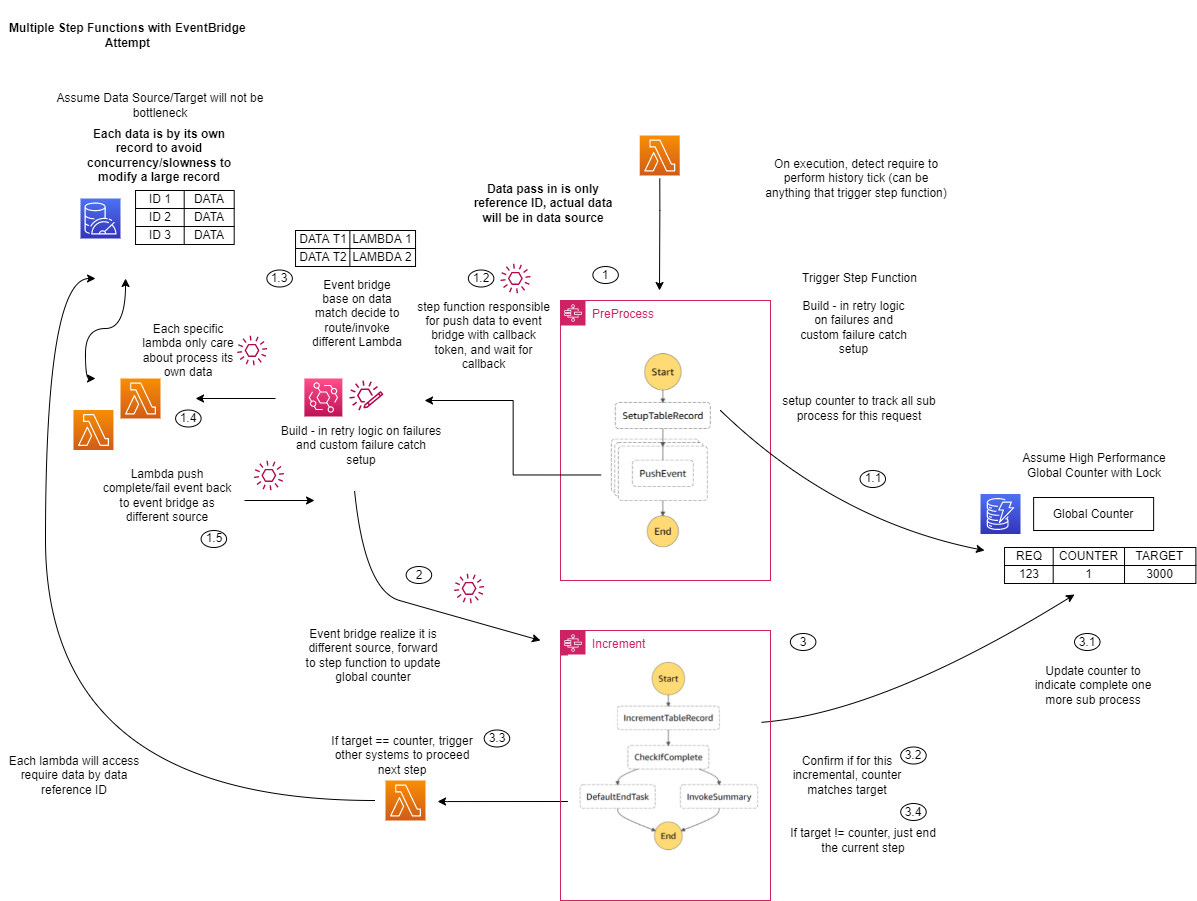 Multiple Step Functions with EventBridge
Attempt
Assume Data Source/Target will not be
bottleneck
Each data is by its own
record to avoid
concurrency/slowness to
modify a large record
ID 1 DATA
ID 2 DATA
ID 3 DATA
On execution, detect require to
perform history tick (can be
anything that trigger step function)
Data pass in is only
reference ID, actual data
will be in data source
DATA T1 LAMBDA 1
DATA T2 LAMBDA 2
1.3
Event bridge
base on data
match decide to
route/invoke
different Lambda
1.2
step function responsible
for push data to event
bridge with callback
token, and wait for
callback
1
Trigger Step Function
Build - in retry logic
on failures and
custom failure catch
setup
PreProcess
Start
SetupTableRecord
PushEvent
End
Each specific
lambda only care
about process its
own data
1.4
Build - in retry logic on failures
and custom failure catch
setup
setup counter to track all sub
process for this request
1.1
Assume High Performance
Global Counter with Lock
Global Counter
REQ COUNTER TARGET
123 1 3000
Lambda push
complete/fail event back
to event bridge as
different source
1.5
2
Event bridge realize it is
different source, forward
to step function to update
global counter
Increment
Start
IncrementTableRecord
CheckIfComplete
DefaultEndTask
InvokeSummary
End
3
3.1
Update counter to
indicate complete one
more sub process
3.2
Confirm if for this
incremental, counter
matches target
3.4
If target != counter, just end
the current step
If target == counter, trigger
other systems to proceed
next step
3.3
Each lambda will access
require data by data
reference ID